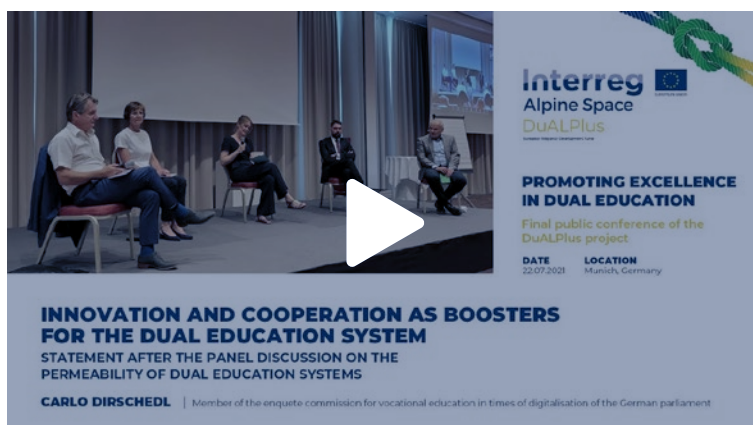 Interreg
Alpine Space
DuALPlus
PROMOTING EXCELLENCE
IN DUAL EDUCATION
Final public conference of the
DuALPlus project
DATE LOCATION
22.07.2021 Munich, Germany
INNOVATION AND COOPERATION AS BOOSTERS
FOR THE DUAL EDUCATION SYSTEM
STATEMENT AFTER THE PANEL DISCUSSION ON THE
PERMEABILITY OF DUAL EDUCATION SYSTEMS
CARLO DIRSCHEDL | Member of the enquete commission for vocational education in times of digitalisation of the German parliament